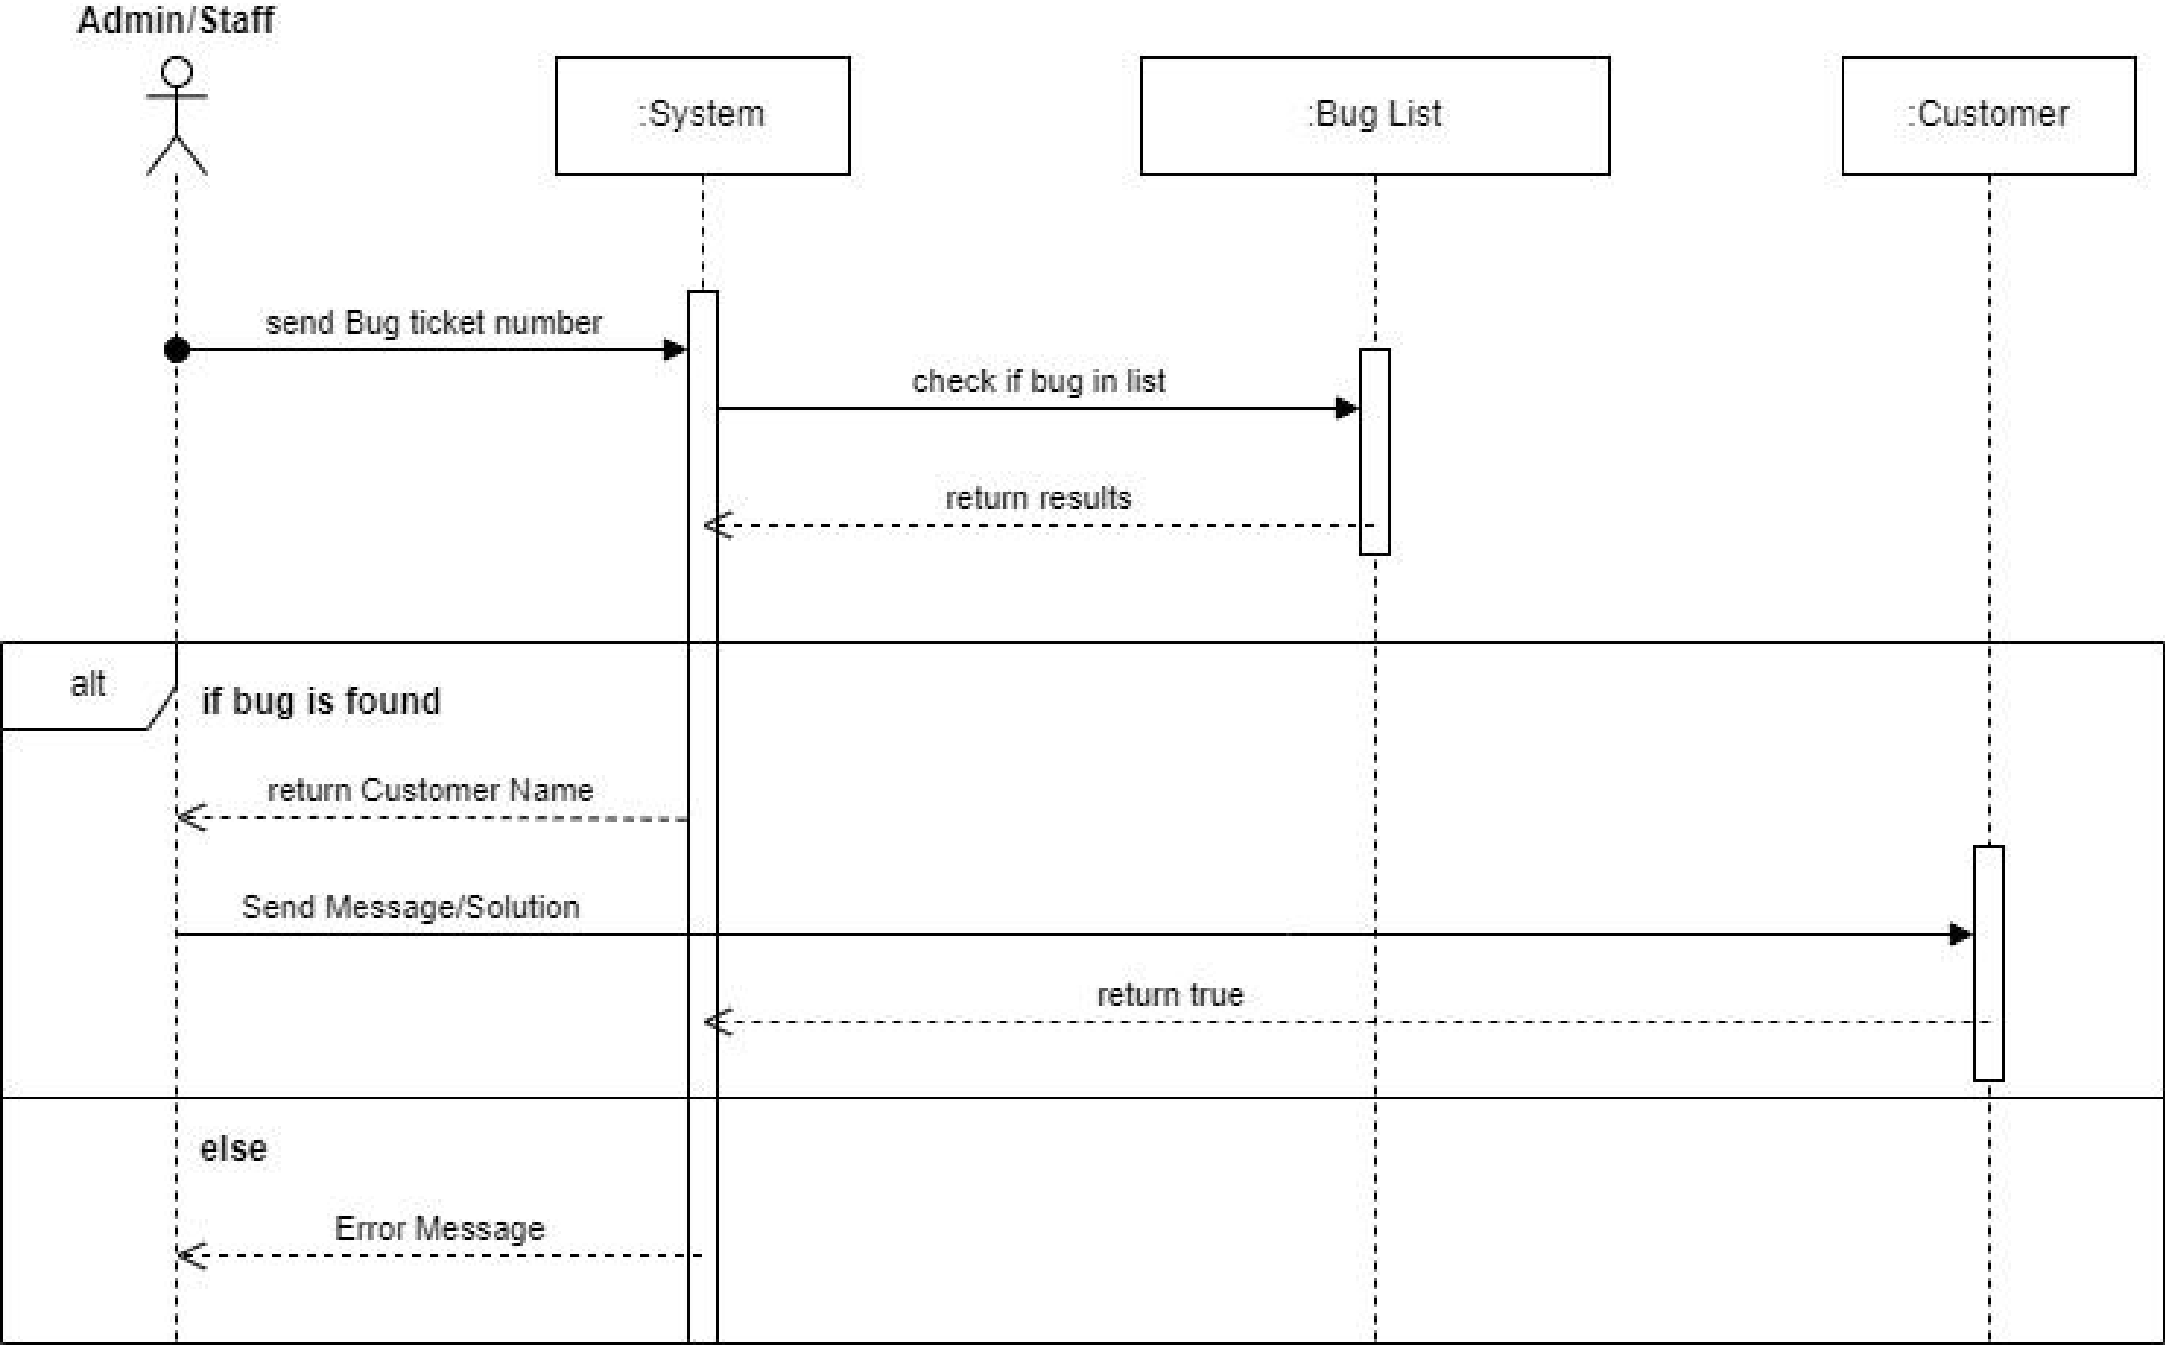 Admin/Staff
:System
:Bug List
:Customer
send Bug ticket number
check if bug in list
return results
alt
if bug is found
return Customer Name
Send Message/Solution
return true
else
Error Message